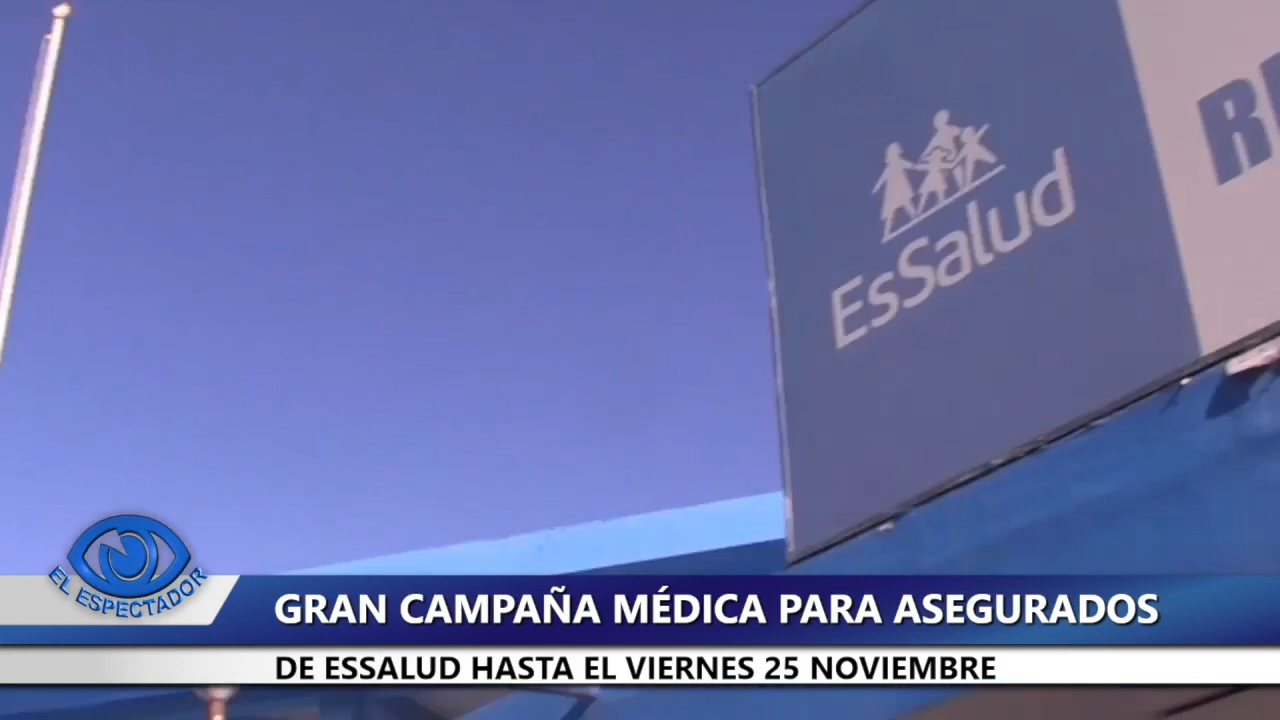 EsSalud
EL ESPECTADOR
GRAN CAMPAÑA MÉDICA PARA ASEGURADOS
DE ESSALUD HASTA EL VIERNES 25 NOVIEMBRE